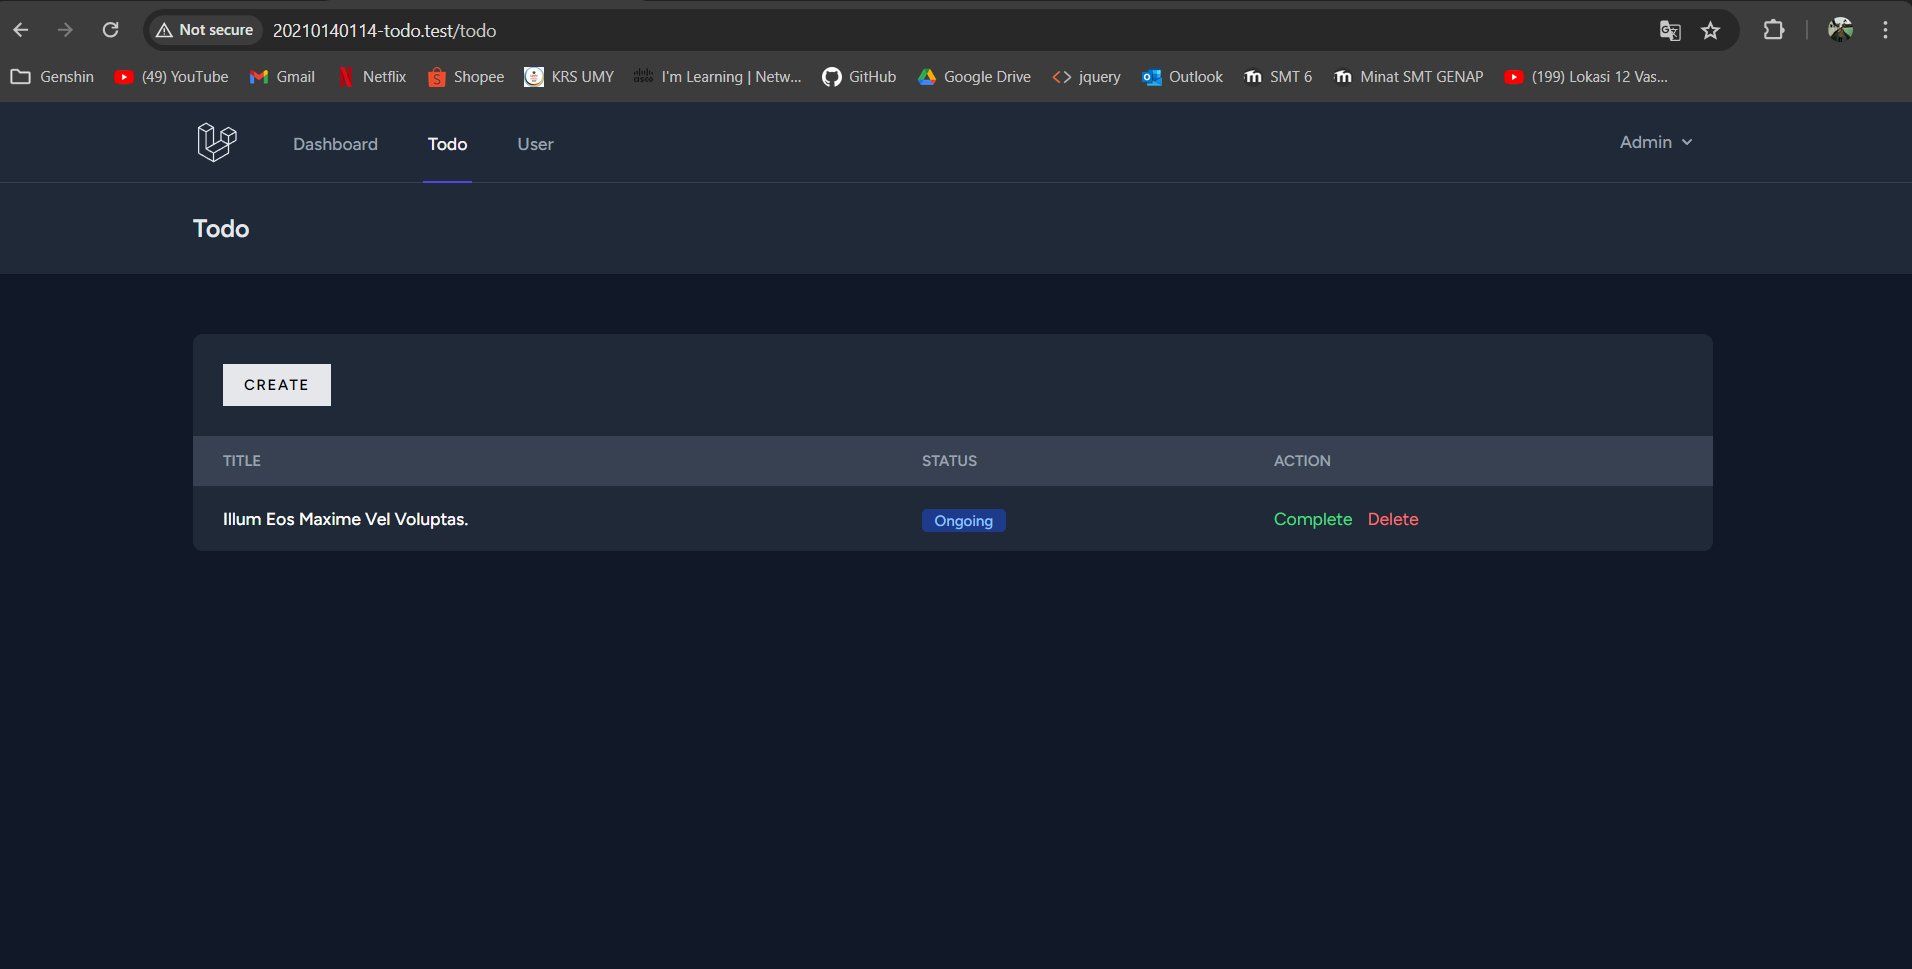 Not secure 20210140114-todo.test/todo
Genshin (49) YouTube Gmail Netflix Shopee KRS UMY I'm Learning | Netw... GitHub Google Drive jquery Outlook SMT 6 Minat SMT GENAP (199) Lokasi 12 Vas...
Dashboard Todo User Admin
Todo
CREATE
TITLE STATUS ACTION
Illum Eos Maxime Vel Voluptas. Ongoing Complete Delete